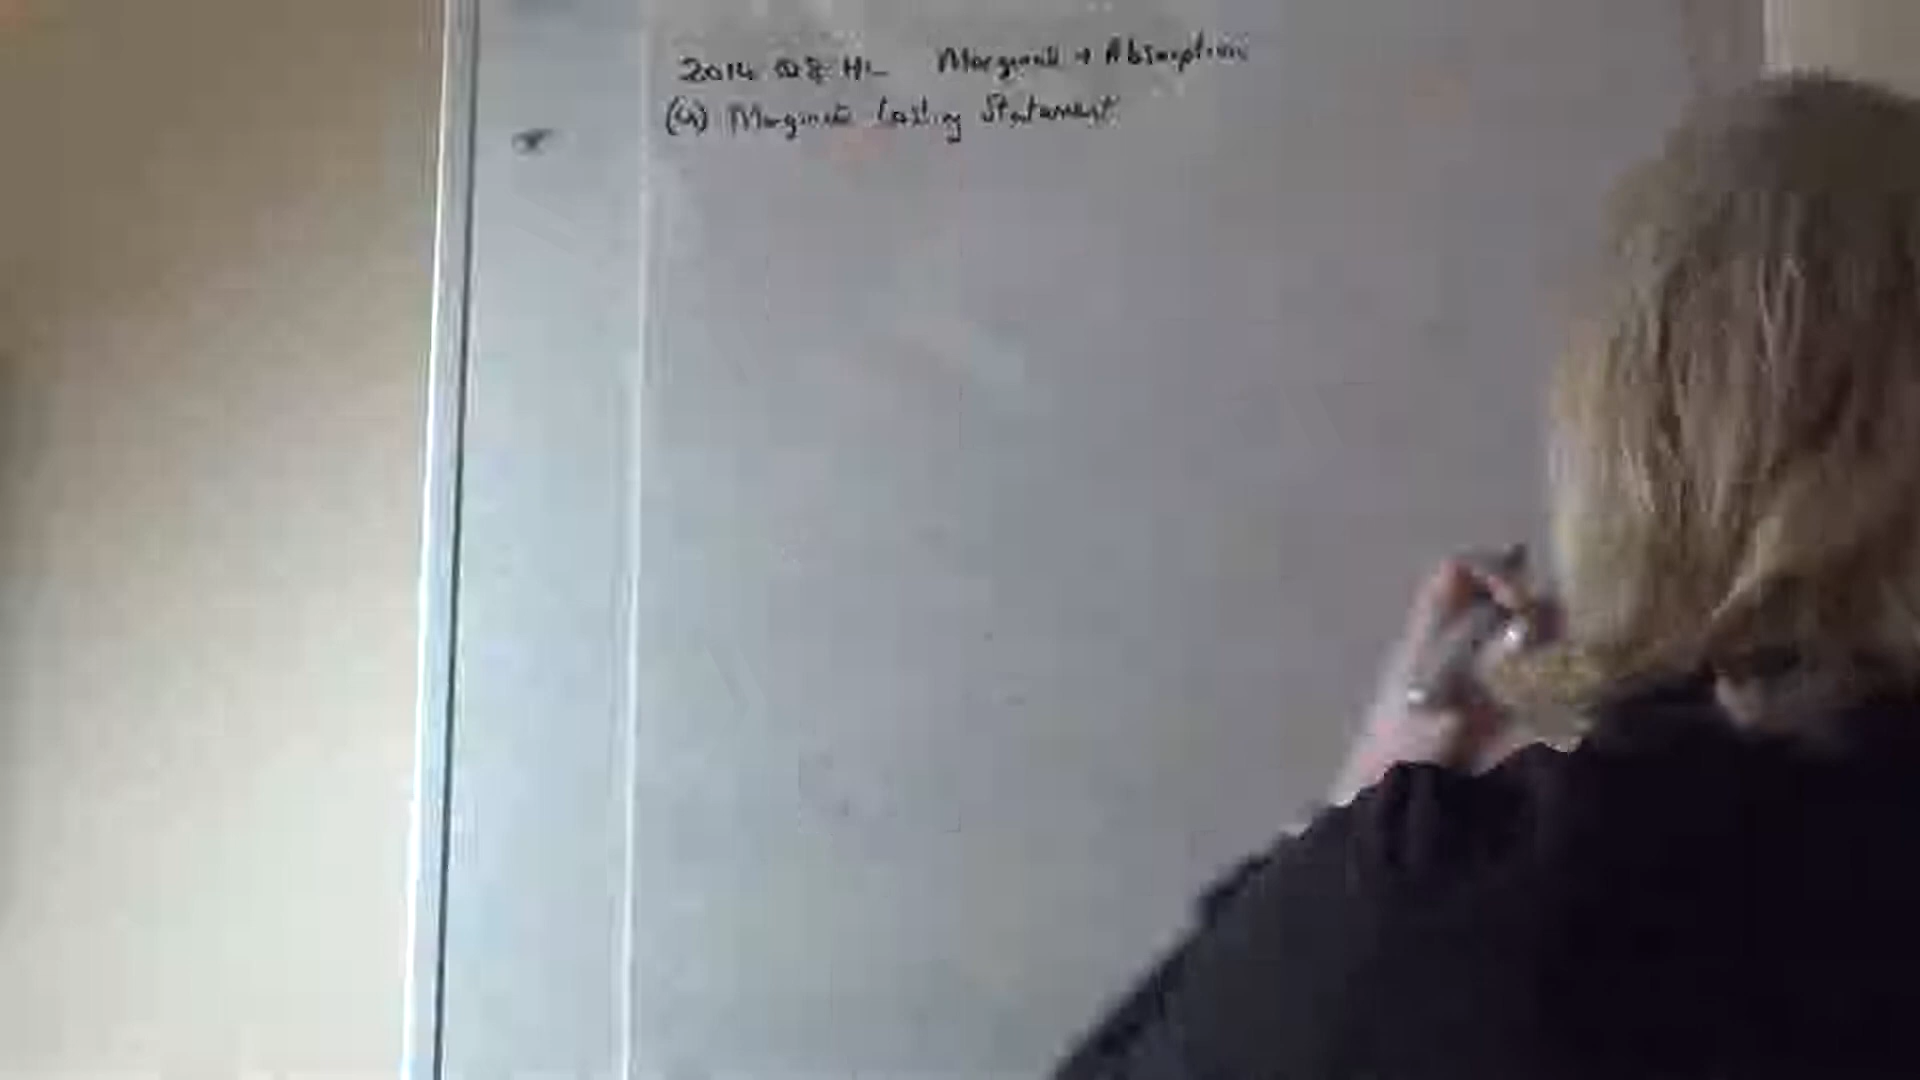 2014 Q8 HL Marginal + Absorption
(a) Marginal Costing Statement